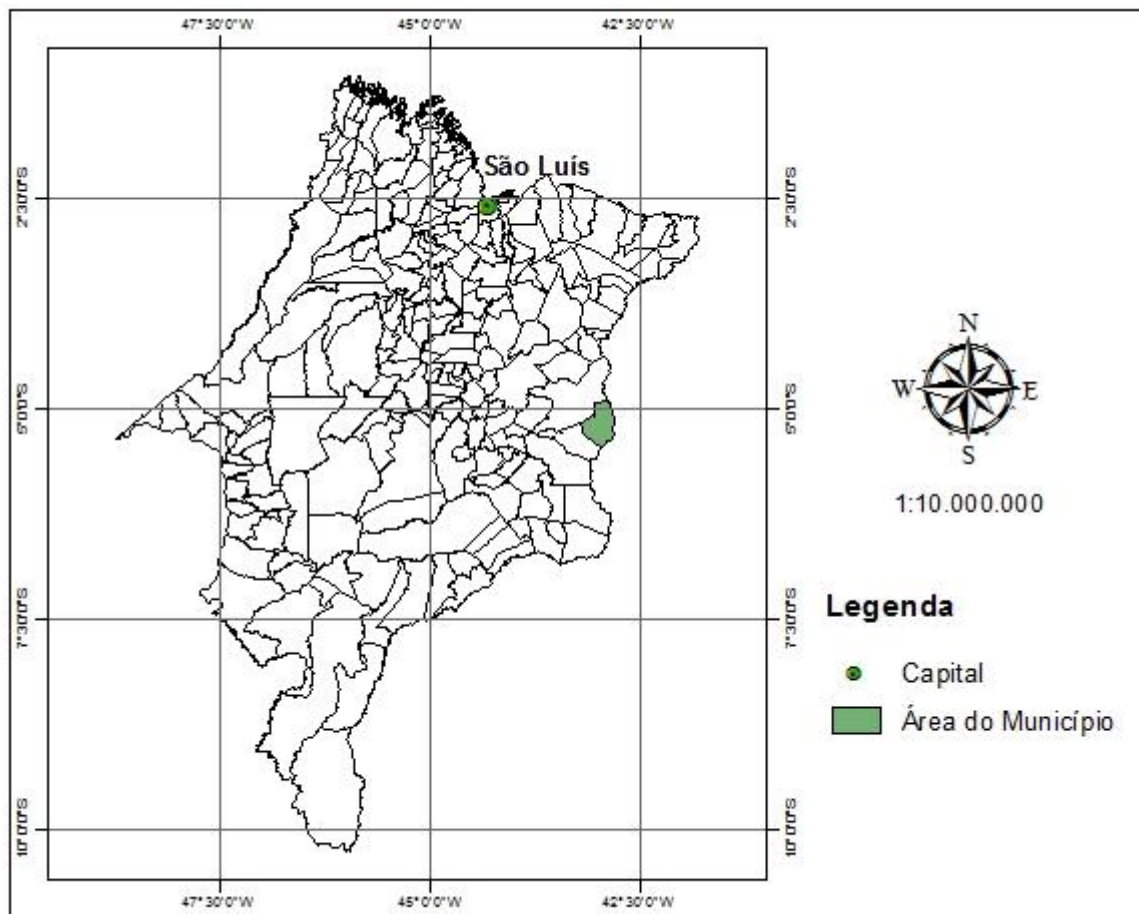 47°30'0"W 45°0'0"W 42°30'0"W
São Luís
2°30'0"S 2°30'0"S
5°0'0"S 5°0'0"S
7°30'0"S 7°30'0"S
10°0'0"S 10°0'0"S
47°30'0"W 45°0'0"W 42°30'0"W
N
W E
S
1:10.000.000
Legenda
Capital
Área do Município